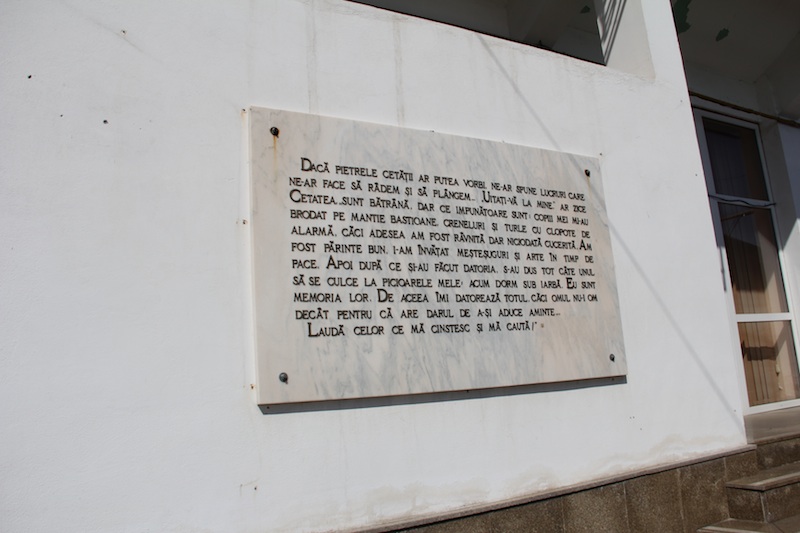 DACĂ PIETRELE CETĂȚII AR PUTEA VORBI, NE-AR SPUNE LUCRURI CARE
NE-AR FACE SĂ RÂDEM ȘI SĂ PLÂNGEM... „UITAȚI-VĂ LA MINE” AR ZICE
CETATEA...„SUNT BĂTRÂNĂ, DAR CE IMPUNĂTOARE SUNT! COPIII MEI MI-AU
BRODAT PE MANTIE BASTIOANE, CRENELURI ȘI TURLE CU CLOPOTE DE
ALARMĂ, CĂCI ADESEA AM FOST RÂVNITĂ DAR NICIODATĂ CUCERITĂ. AM
FOST PĂRINTE BUN, I-AM ÎNVĂȚAT MEȘTEȘUGURI ȘI ARTE ÎN TIMP DE
PACE. APOI DUPĂ CE ȘI-AU FĂCUT DATORIA, S-AU DUS TOT CÂTE UNUL
SĂ SE CULCE LA PICIOARELE MELE; ACUM DORM SUB IARBĂ. EU SUNT
MEMORIA LOR. DE ACEEA ÎMI DATOREAZĂ TOTUL, CĂCI OMUL NU-I OM
DECÂT PENTRU CĂ ARE DARUL DE A-ȘI ADUCE AMINTE...
LAUDĂ CELOR CE MĂ CINSTESC ȘI MĂ CAUTĂ!”